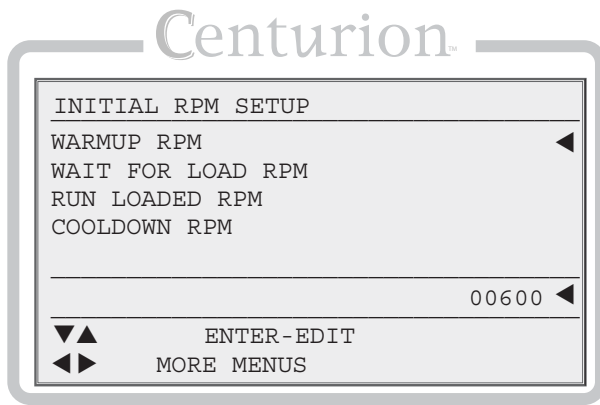 Centurion™
INITIAL RPM SETUP
WARMUP RPM ◀
WAIT FOR LOAD RPM
RUN LOADED RPM
COOLDOWN RPM
00600 ◀
▼▲ ENTER-EDIT
◀▶ MORE MENUS